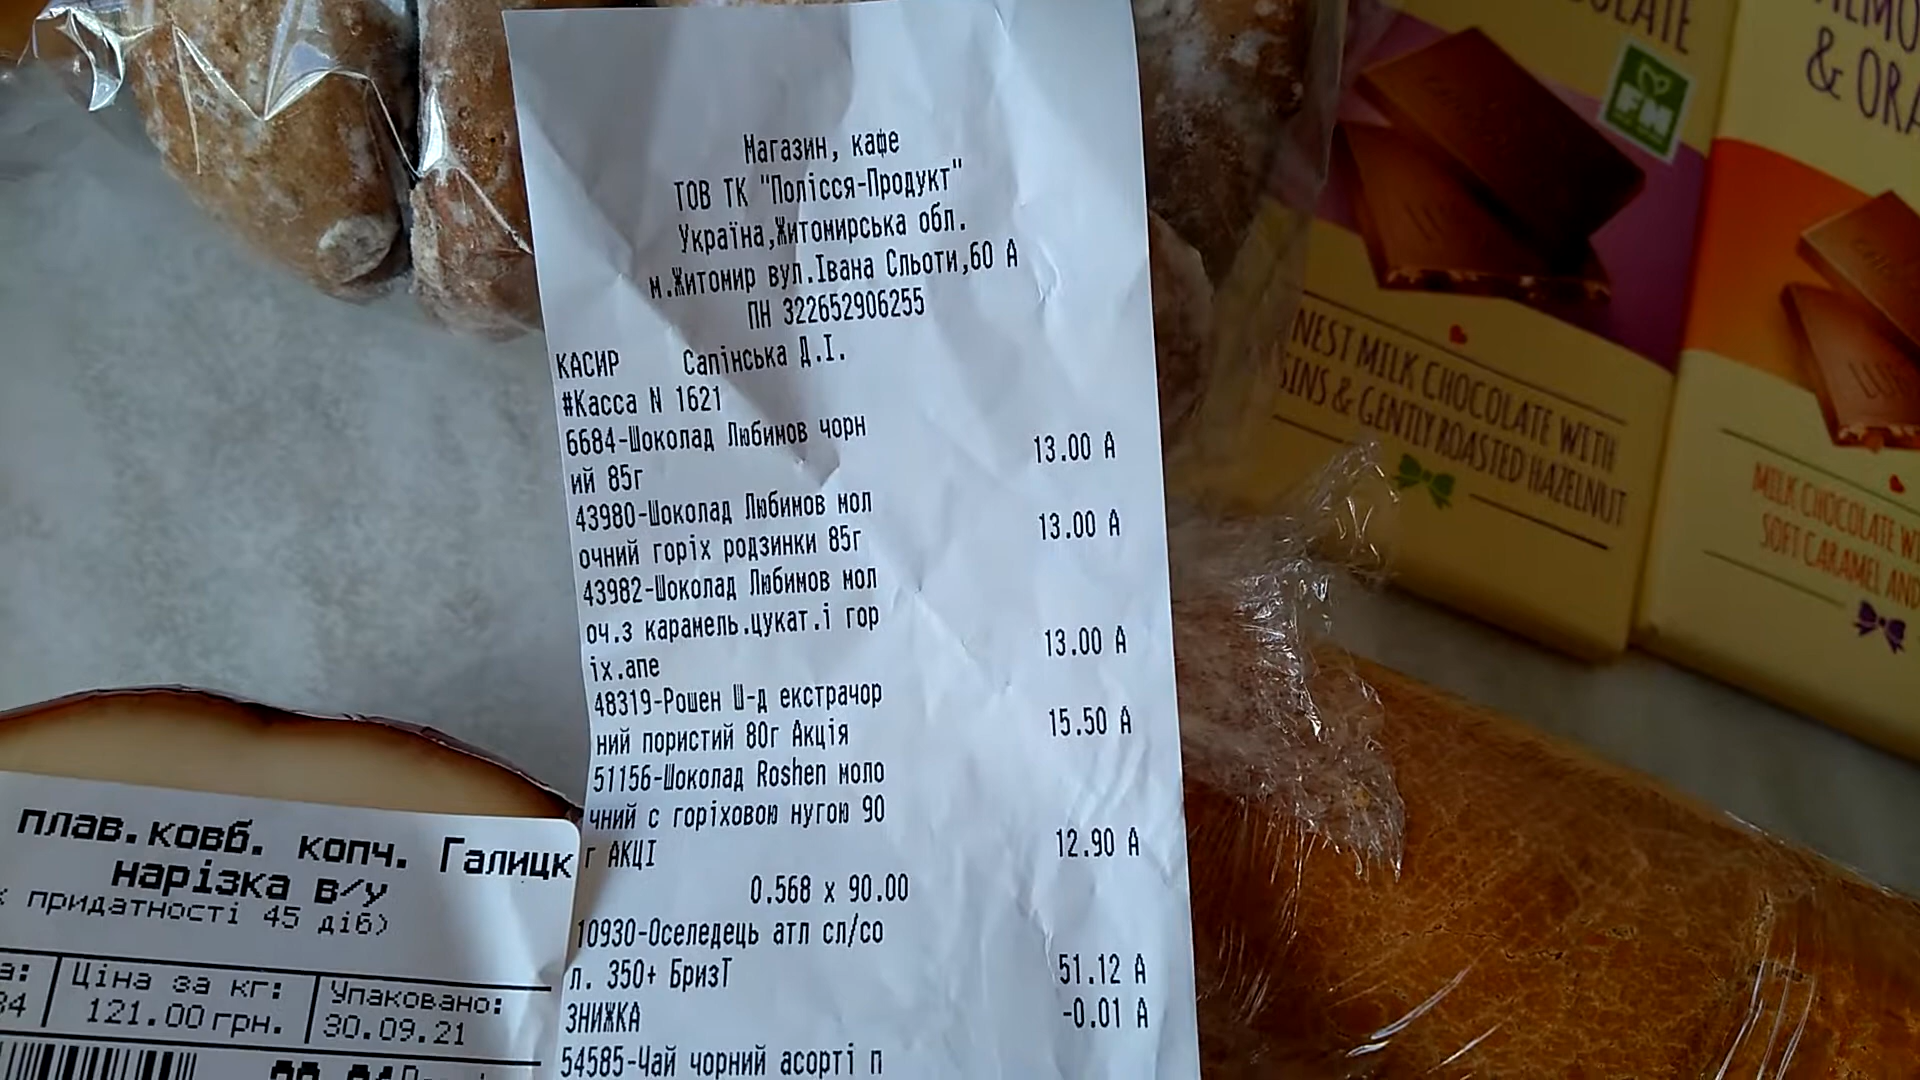 Магазин, кафе
ТОВ ТК "Полісся-Продукт"
Україна,Житомирська обл.
м.Житомир вул.Івана Сльоти,60 А
ПН 322652906255
КАСИР Сапінська Д.І.
#Касса N 1621
6684-Шоколад Любимов чорн
ий 85г 13.00 А
43980-Шоколад Любимов мол
очний горіх родзинки 85г 13.00 А
43982-Шоколад Любимов мол
оч.з карамель.цукат.і гор
іх.апе 13.00 А
48319-Рошен Ш-д екстрачор
ний пористий 80г Акція 15.50 А
51156-Шоколад Roshen моло
чний с горіховою нугою 90
г АКЦІ 12.90 А
0.568 x 90.00
10930-Оселедець атл сл/со
л. 350+ БризТ 51.12 А
ЗНИЖКА -0.01 А
54585-Чай чорний асорті п
плав.ковб. копч. Галицк
нарізка в/у
придатності 45 діб)
Ціна за кг:
121.00грн.
Упаковано:
30.09.21
FM
NEST MILK CHOCOLATE WITH
SINS & GENTLY ROASTED HAZELNUT
& ORA
MILK CHOCOLATE WI
SOFT CARAMEL AND